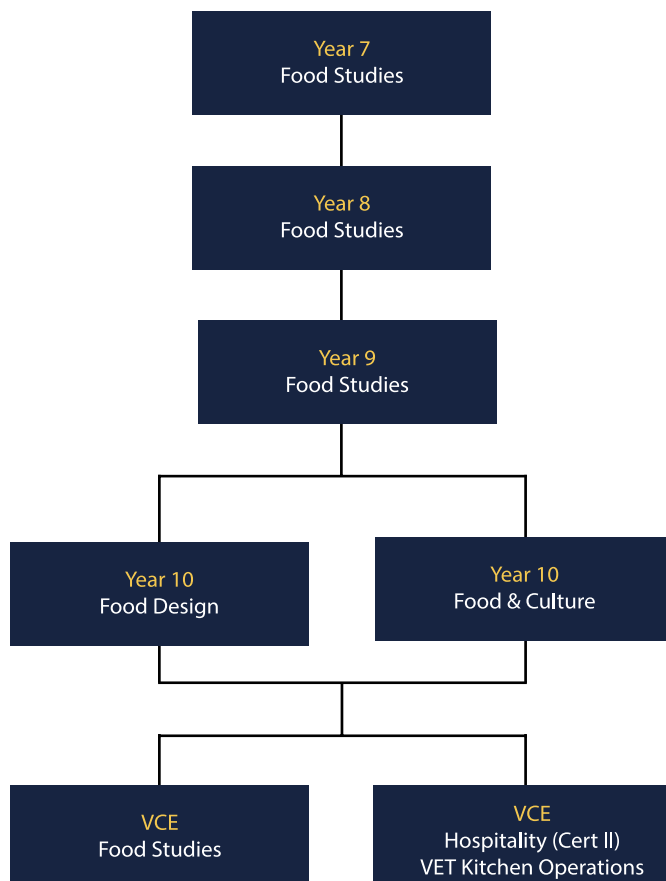 Year 7
Food Studies
Year 8
Food Studies
Year 9
Food Studies
Year 10
Food Design
Year 10
Food & Culture
VCE
Food Studies
VCE
Hospitality (Cert II)
VET Kitchen Operations